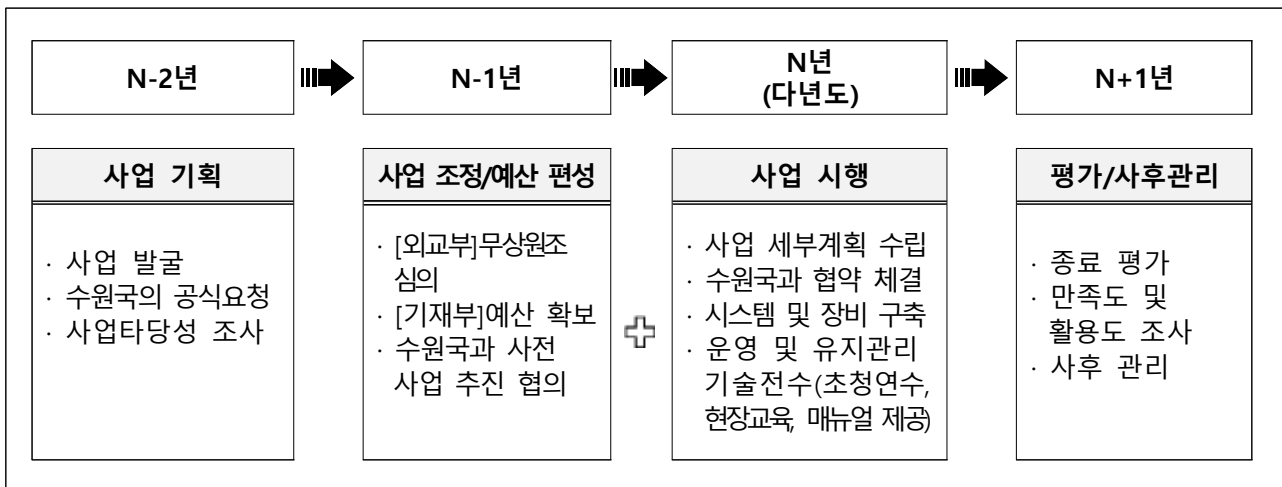 N-2년
N-1년
N년
(다년도)
N+1년
사업 기획
· 사업 발굴
· 수원국의 공식요청
· 사업타당성 조사
사업 조정/예산 편성
· [외교부]무상원조
심의
· [기재부]예산 확보
· 수원국과 사전
사업 추진 협의
사업 시행
· 사업 세부계획 수립
· 수원국과 협약 체결
· 시스템 및 장비 구축
· 운영 및 유지관리
기술전수(초청연수,
현장교육, 매뉴얼 제공)
평가/사후관리
· 종료 평가
· 만족도 및
활용도 조사
· 사후 관리